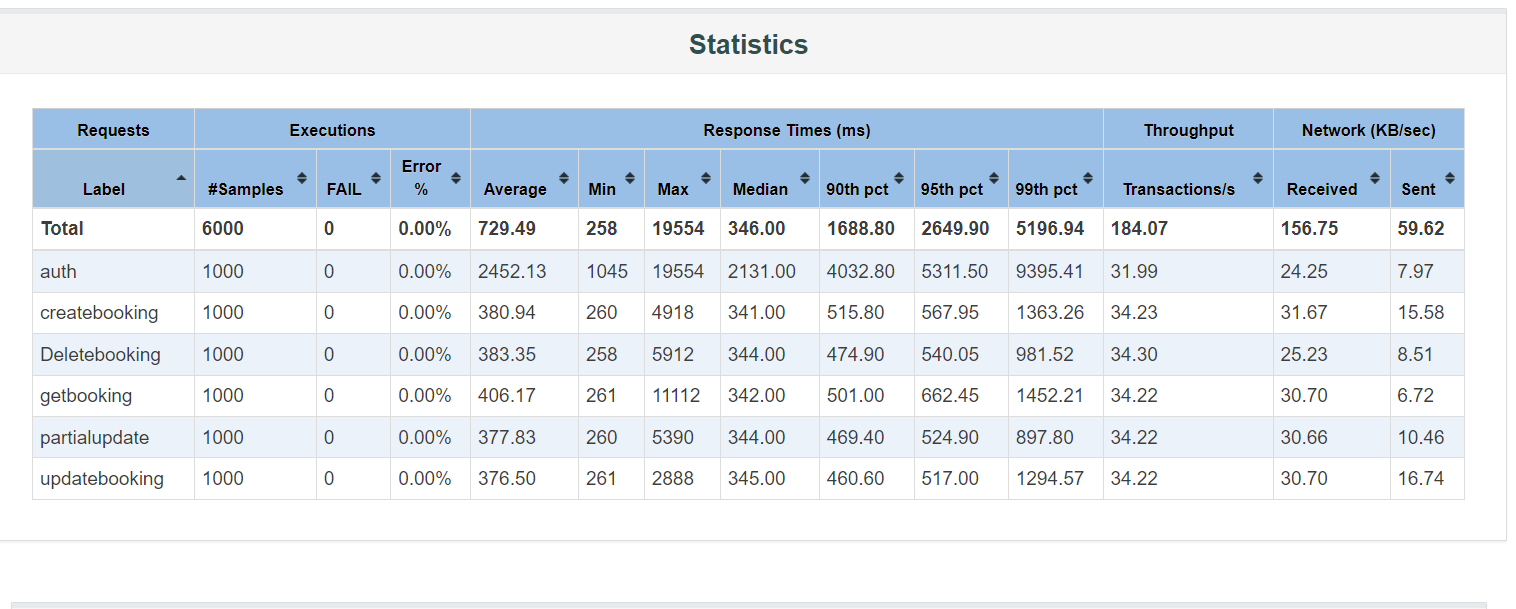 Statistics
Requests Executions Response Times (ms) Throughput Network (KB/sec)
Label #Samples FAIL Error % Average Min Max Median 90th pct 95th pct 99th pct Transactions/s Received Sent
Total 6000 0 0.00% 729.49 258 19554 346.00 1688.80 2649.90 5196.94 184.07 156.75 59.62
auth 1000 0 0.00% 2452.13 1045 19554 2131.00 4032.80 5311.50 9395.41 31.99 24.25 7.97
createbooking 1000 0 0.00% 380.94 260 4918 341.00 515.80 567.95 1363.26 34.23 31.67 15.58
Deletebooking 1000 0 0.00% 383.35 258 5912 344.00 474.90 540.05 981.52 34.30 25.23 8.51
getbooking 1000 0 0.00% 406.17 261 11112 342.00 501.00 662.45 1452.21 34.22 30.70 6.72
partialupdate 1000 0 0.00% 377.83 260 5390 344.00 469.40 524.90 897.80 34.22 30.66 10.46
updatebooking 1000 0 0.00% 376.50 261 2888 345.00 460.60 517.00 1294.57 34.22 30.70 16.74